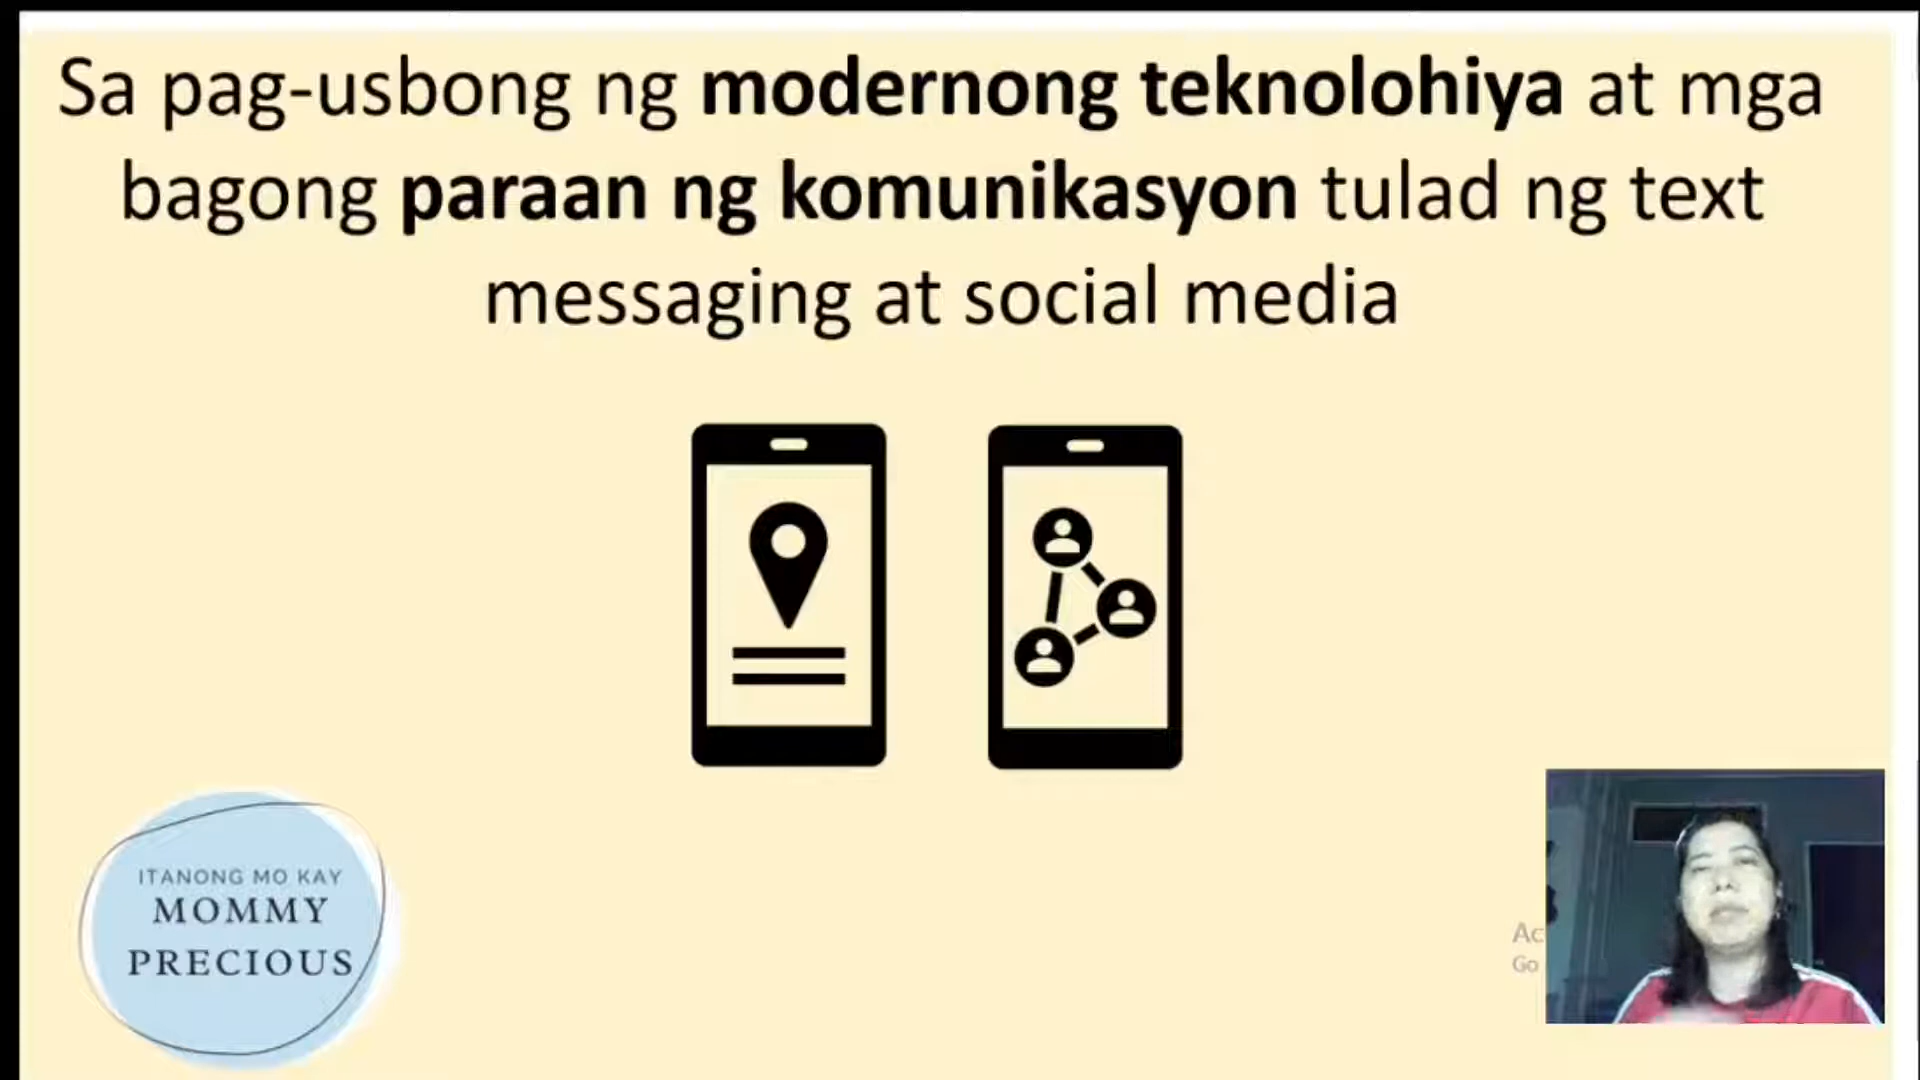 Sa pag-usbong ng modernong teknolohiya at mga
bagong paraan ng komunikasyon tulad ng text
messaging at social media
ITANONG MO KAY
MOMMY
PRECIOUS
Go